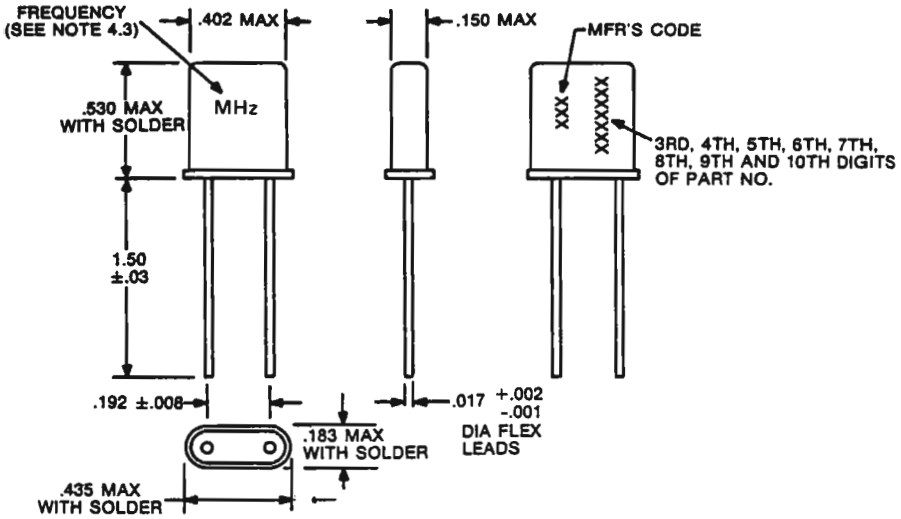 FREQUENCY
(SEE NOTE 4.3)
.402 MAX
.150 MAX
MFR'S CODE
MHz
XXX
XXXXXXX
.530 MAX
WITH SOLDER
3RD, 4TH, 5TH, 6TH, 7TH,
8TH, 9TH AND 10TH DIGITS
OF PART NO.
1.50
±.03
.192 ±.008
.017 +.002
-.001
DIA FLEX
LEADS
.183 MAX
WITH SOLDER
.435 MAX
WITH SOLDER